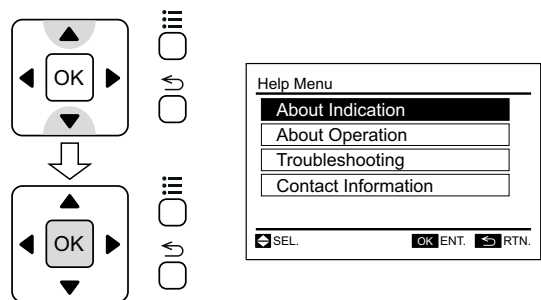 OK
OK
Help Menu
About Indication
About Operation
Troubleshooting
Contact Information
SEL. OK ENT. RTN.